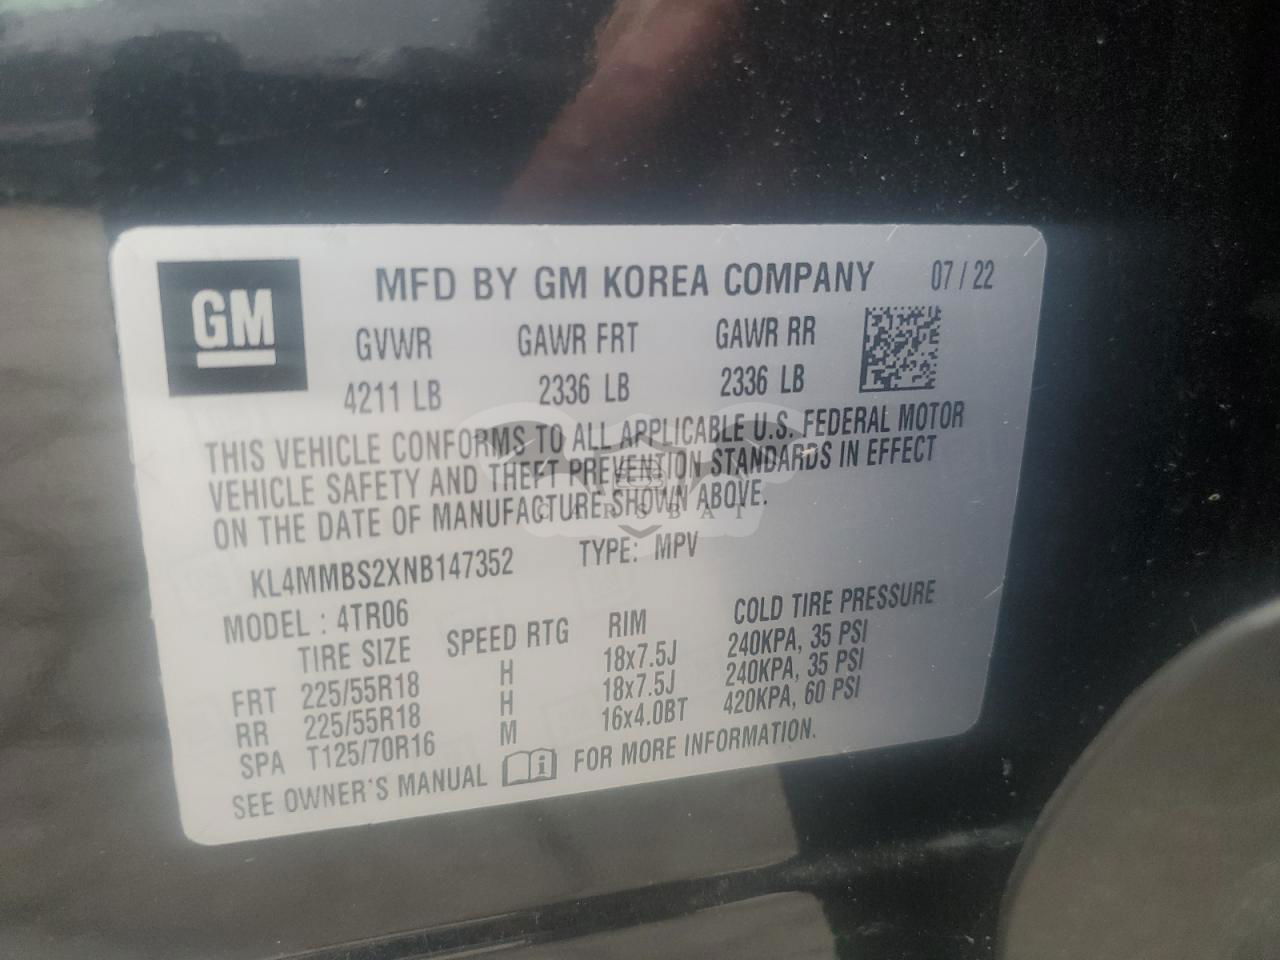 GM
MFD BY GM KOREA COMPANY 07 / 22
GVWR GAWR FRT GAWR RR
4211 LB 2336 LB 2336 LB
THIS VEHICLE CONFORMS TO ALL APPLICABLE U.S. FEDERAL MOTOR
VEHICLE SAFETY AND THEFT PREVENTION STANDARDS IN EFFECT
ON THE DATE OF MANUFACTURE SHOWN ABOVE.
CARSBAT
KL4MMBS2XNB147352 TYPE: MPV
MODEL : 4TR06
TIRE SIZE SPEED RTG RIM COLD TIRE PRESSURE
FRT 225/55R18 H 18x7.5J 240KPA, 35 PSI
RR 225/55R18 H 18x7.5J 240KPA, 35 PSI
SPA T125/70R16 M 16x4.0BT 420KPA, 60 PSI
SEE OWNER'S MANUAL i FOR MORE INFORMATION.